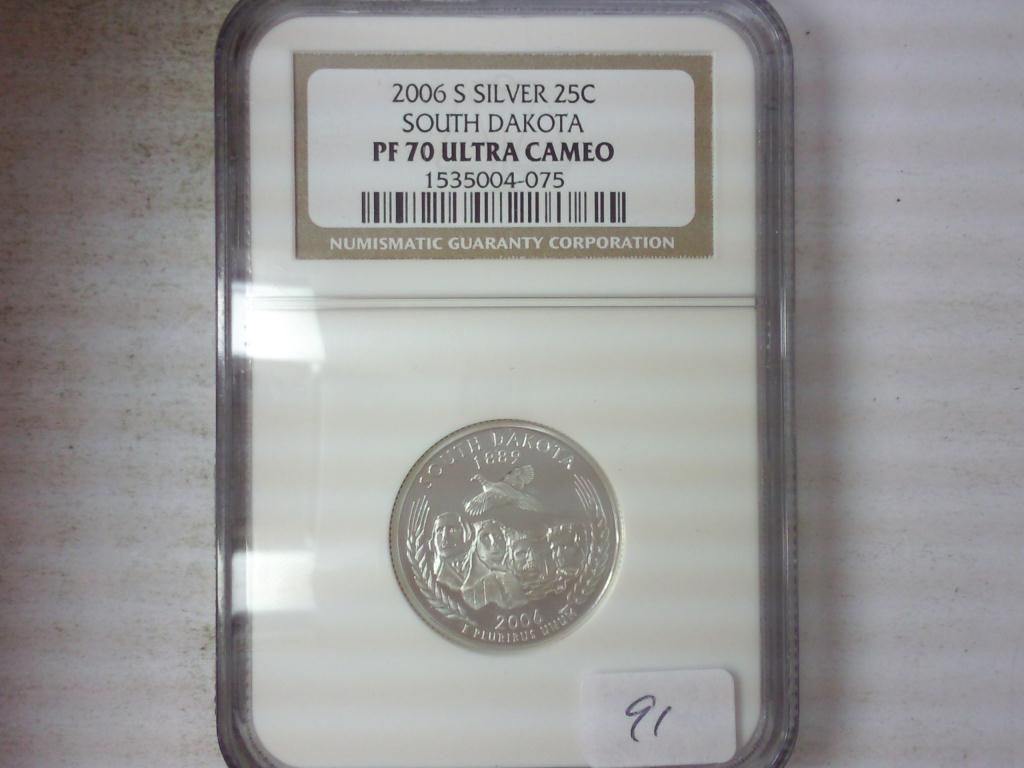 2006 S SILVER 25C
SOUTH DAKOTA
PF 70 ULTRA CAMEO
1535004-075
NUMISMATIC GUARANTY CORPORATION
SOUTH DAKOTA
1889
2006
E PLURIBUS UNUM
91